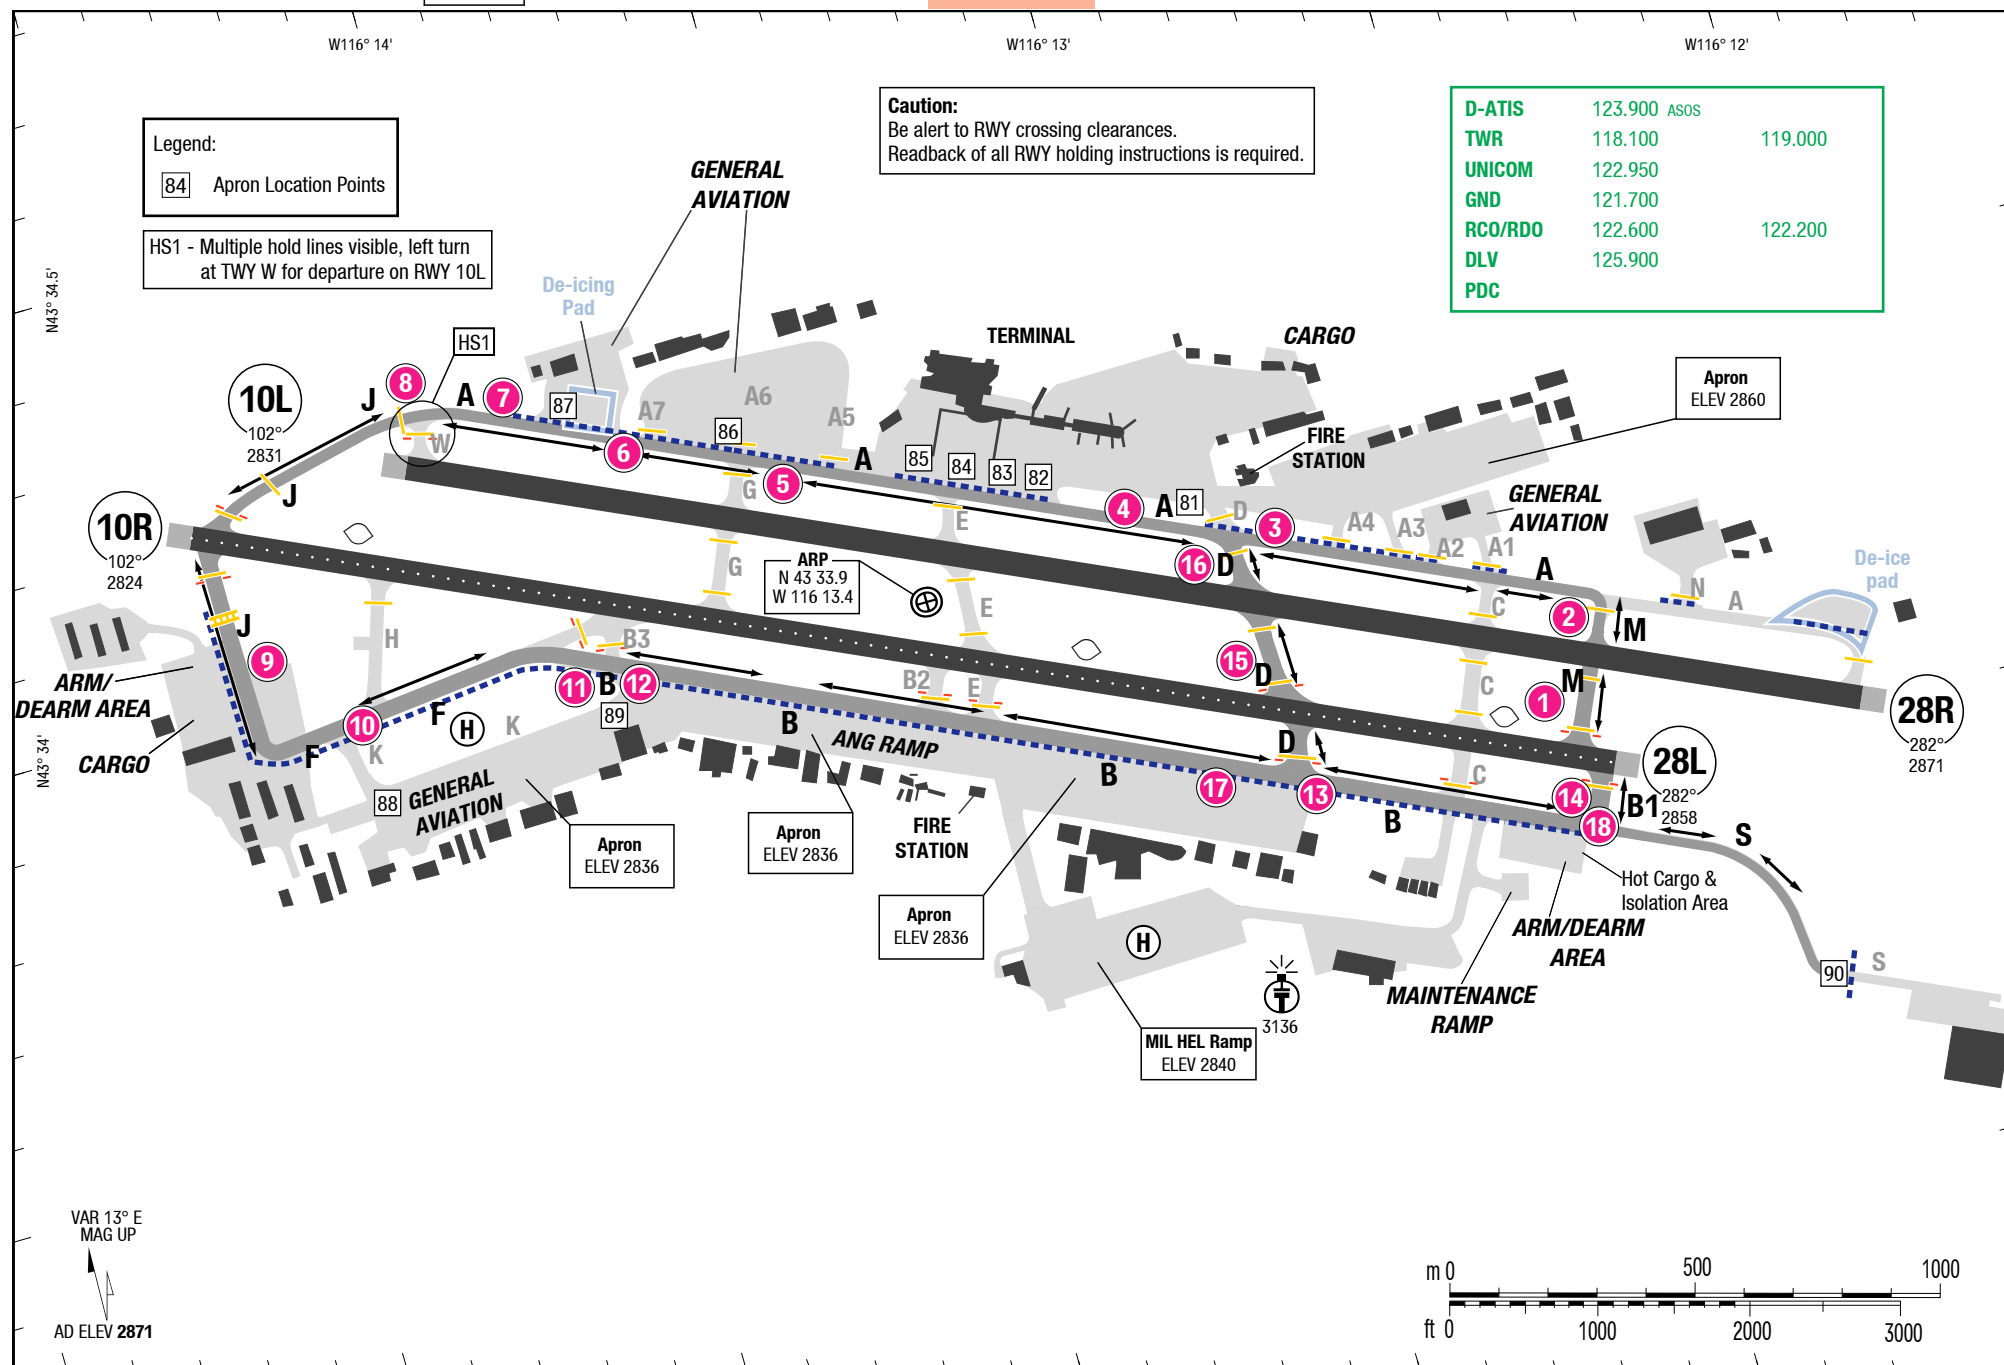 W116° 14'
W116° 13'
W116° 12'
N43° 34.5'
N43° 34'
Legend:
84 Apron Location Points
HS1 - Multiple hold lines visible, left turn
at TWY W for departure on RWY 10L
Caution:
Be alert to RWY crossing clearances.
Readback of all RWY holding instructions is required.
D-ATIS 123.900 ASOS
TWR 118.100 119.000
UNICOM 122.950
GND 121.700
RCO/RDO 122.600 122.200
DLV 125.900
PDC
GENERAL
AVIATION
De-icing
Pad
HS1
TERMINAL
CARGO
Apron
ELEV 2860
FIRE
STATION
GENERAL
AVIATION
De-ice
pad
10L
102°
2831
10R
102°
2824
J
8
A
7
87
A7
A6
A5
86
W
6
5
A
85
84
83
82
4
A
81
D
3
A4
A3
A2
A1
A
N
A
J
G
E
16
D
C
2
M
ARP
N 43 33.9
W 116 13.4
G
E
H
J
9
B3
11
B
12
B2
E
15
D
C
M
1
28R
282°
2871
ARM/
DEARM AREA
CARGO
10
F
H
K
89
B
ANG RAMP
D
28L
282°
2858
F
K
88
GENERAL
AVIATION
B
17
13
B
C
14
B1
18
S
Apron
ELEV 2836
Apron
ELEV 2836
FIRE
STATION
Apron
ELEV 2836
Hot Cargo &
Isolation Area
ARM/DEARM
AREA
H
MAINTENANCE
RAMP
90
S
3136
MIL HEL Ramp
ELEV 2840
VAR 13° E
MAG UP
AD ELEV 2871
m 0 500 1000
ft 0 1000 2000 3000